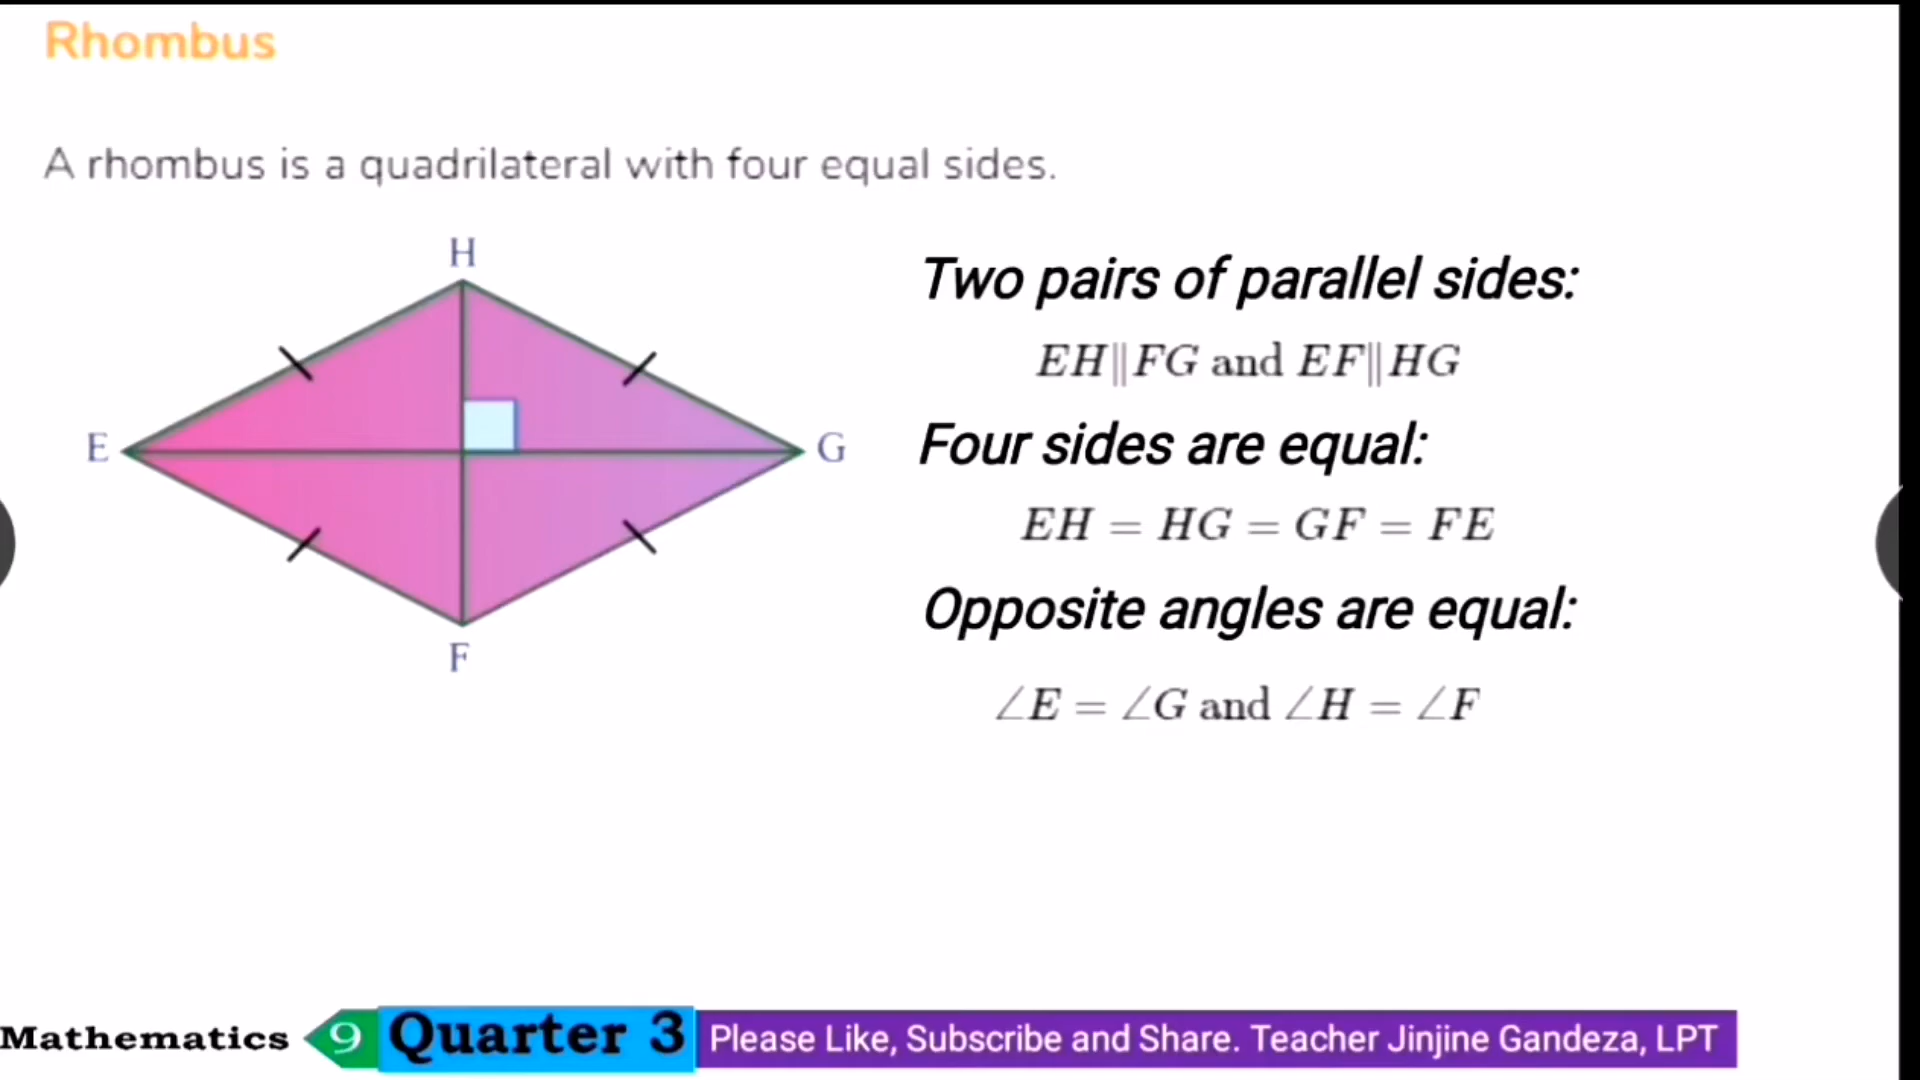 Rhombus
A rhombus is a quadrilateral with four equal sides.
H
E
G
F
Two pairs of parallel sides:
EH∥FG and EF∥HG
Four sides are equal:
EH = HG = GF = FE
Opposite angles are equal:
∠E = ∠G and ∠H = ∠F
Mathematics 9 Quarter 3 Please Like, Subscribe and Share. Teacher Jinjine Gandeza, LPT